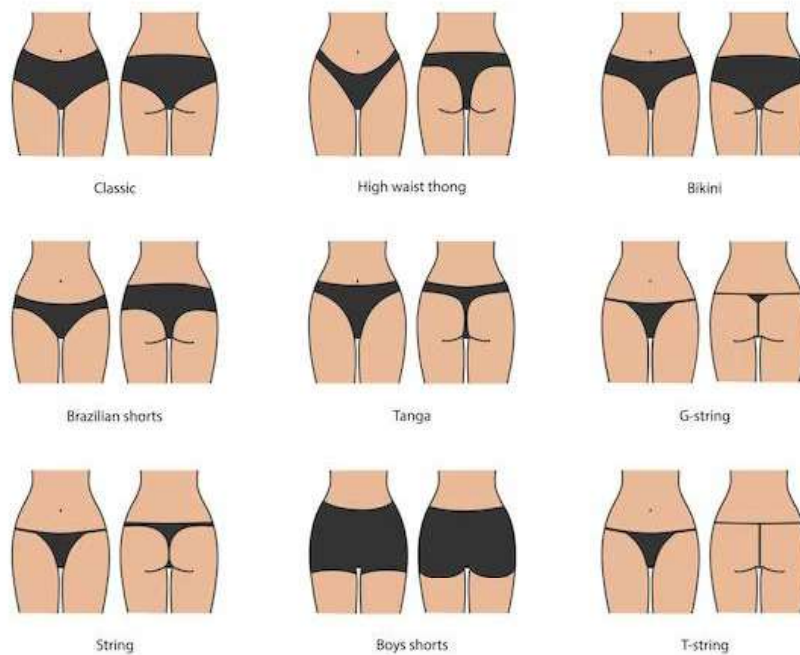 Classic
High waist thong
Bikini
Brazilian shorts
Tanga
G-string
String
Boys shorts
T-string